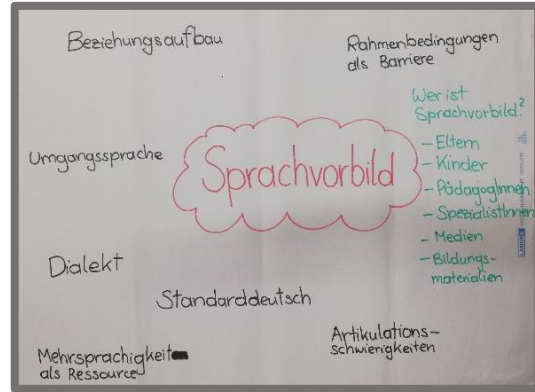 Beziehungsaufbau
Rahmenbedingungen
als Barriere
Wer ist
Sprachvorbild?
- Eltern
- Kinder
- PädagogInnen
- SpezialistInnen
- Medien
- Bildungs-
materialien
Umgangssprache
Sprachvorbild
Dialekt
Standarddeutsch
Mehrsprachigkeit
als Ressource
Artikulations-
schwierigkeiten